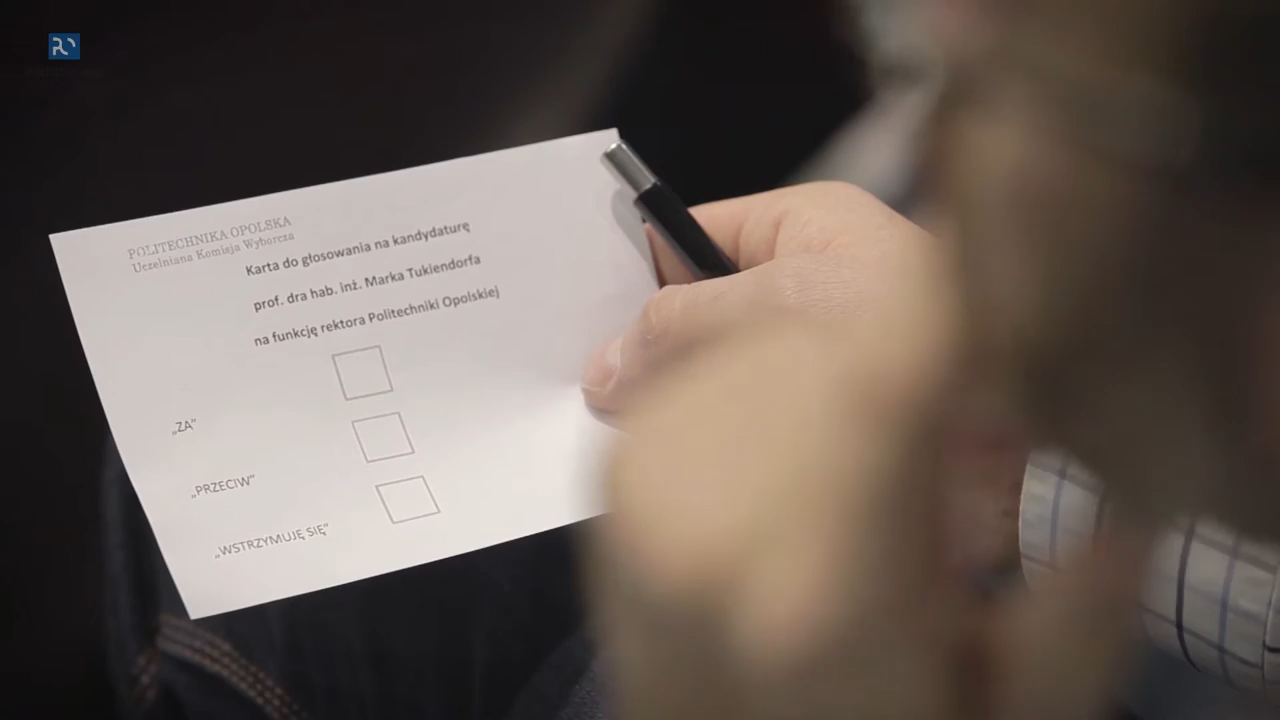 POLITECHNIKA OPOLSKA
Uczelniana Komisja Wyborcza
Karta do głosowania na kandydaturę
prof. dra hab. inż. Marka Tukiendorfa
na funkcję rektora Politechniki Opolskiej
„ZA”
„PRZECIW”
„WSTRZYMUJĘ SIĘ”